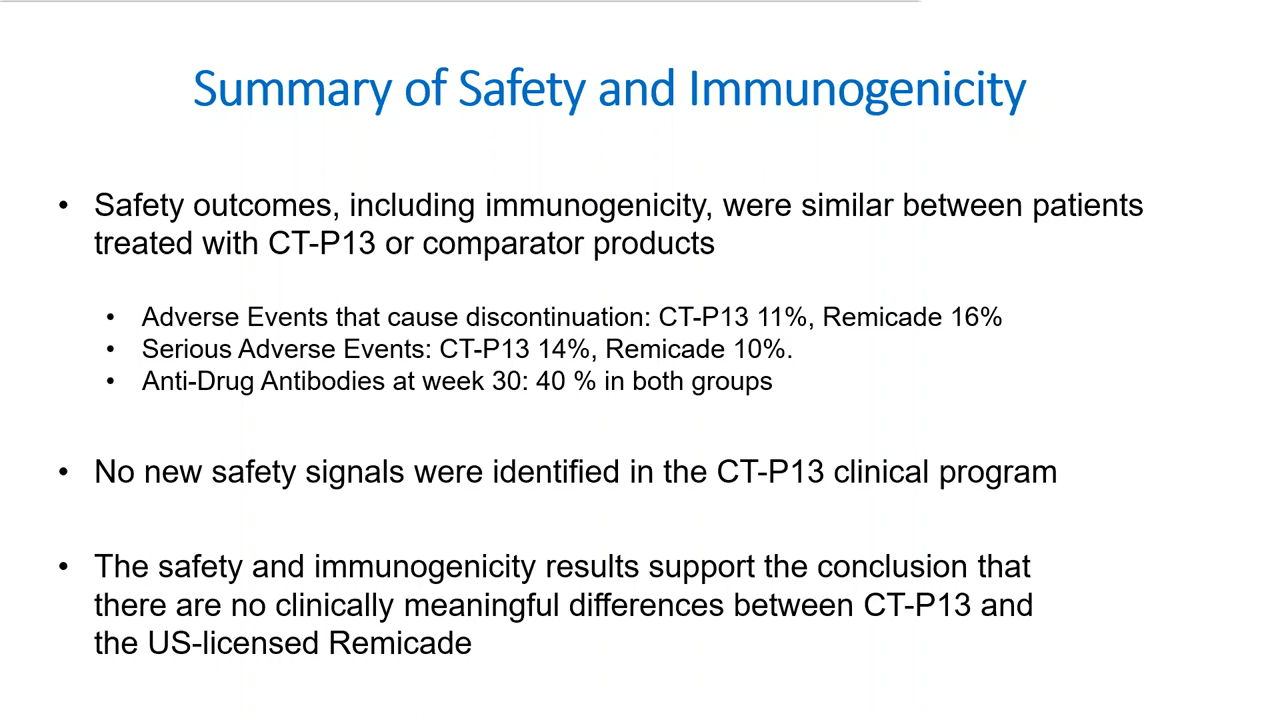 Summary of Safety and Immunogenicity
• Safety outcomes, including immunogenicity, were similar between patients
treated with CT-P13 or comparator products
• Adverse Events that cause discontinuation: CT-P13 11%, Remicade 16%
• Serious Adverse Events: CT-P13 14%, Remicade 10%.
• Anti-Drug Antibodies at week 30: 40 % in both groups
• No new safety signals were identified in the CT-P13 clinical program
• The safety and immunogenicity results support the conclusion that
there are no clinically meaningful differences between CT-P13 and
the US-licensed Remicade